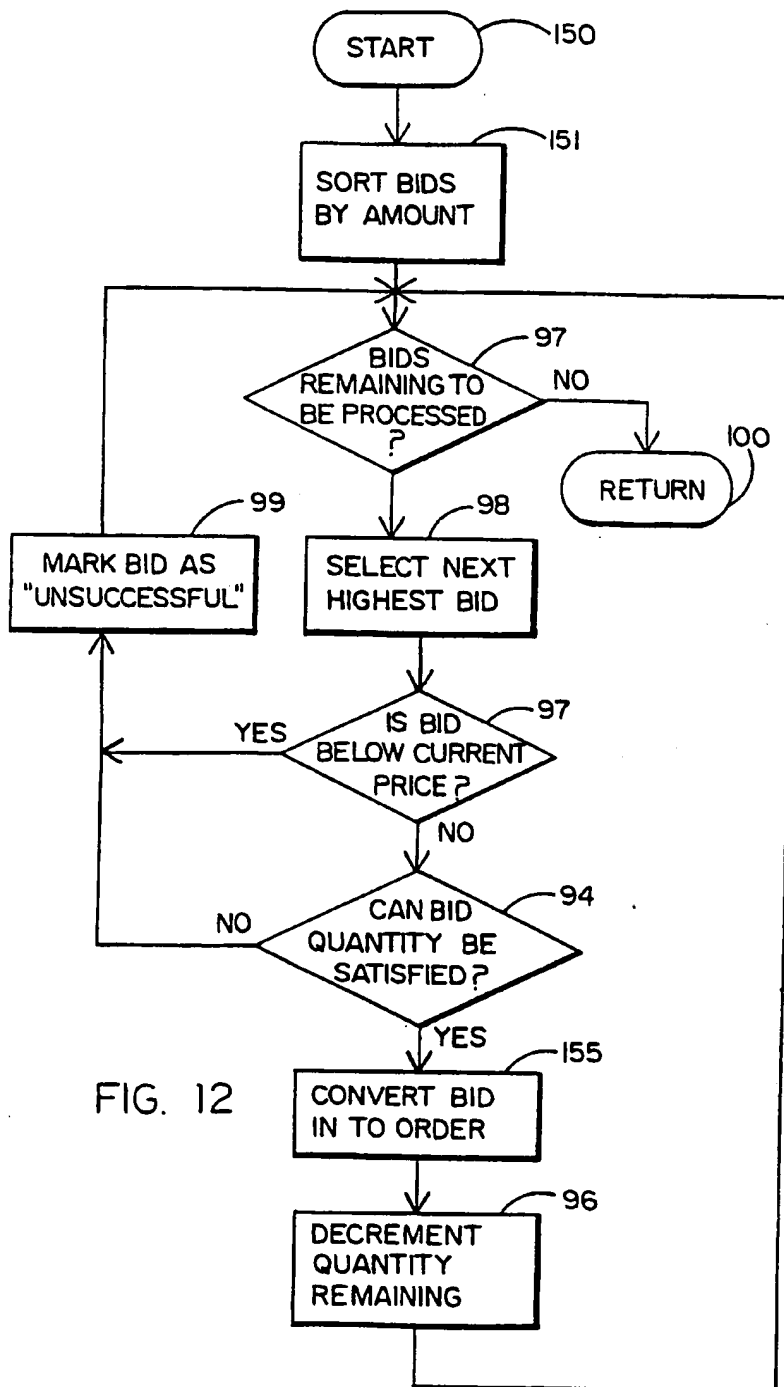 START
150
151
SORT BIDS
BY AMOUNT
97
BIDS
REMAINING TO
BE PROCESSED
?
NO
100
RETURN
99
MARK BID AS
"UNSUCCESSFUL"
98
SELECT NEXT
HIGHEST BID
97
YES
IS BID
BELOW CURRENT
PRICE?
NO
94
NO
CAN BID
QUANTITY BE
SATISFIED?
YES
155
FIG. 12
CONVERT BID
IN TO ORDER
96
DECREMENT
QUANTITY
REMAINING